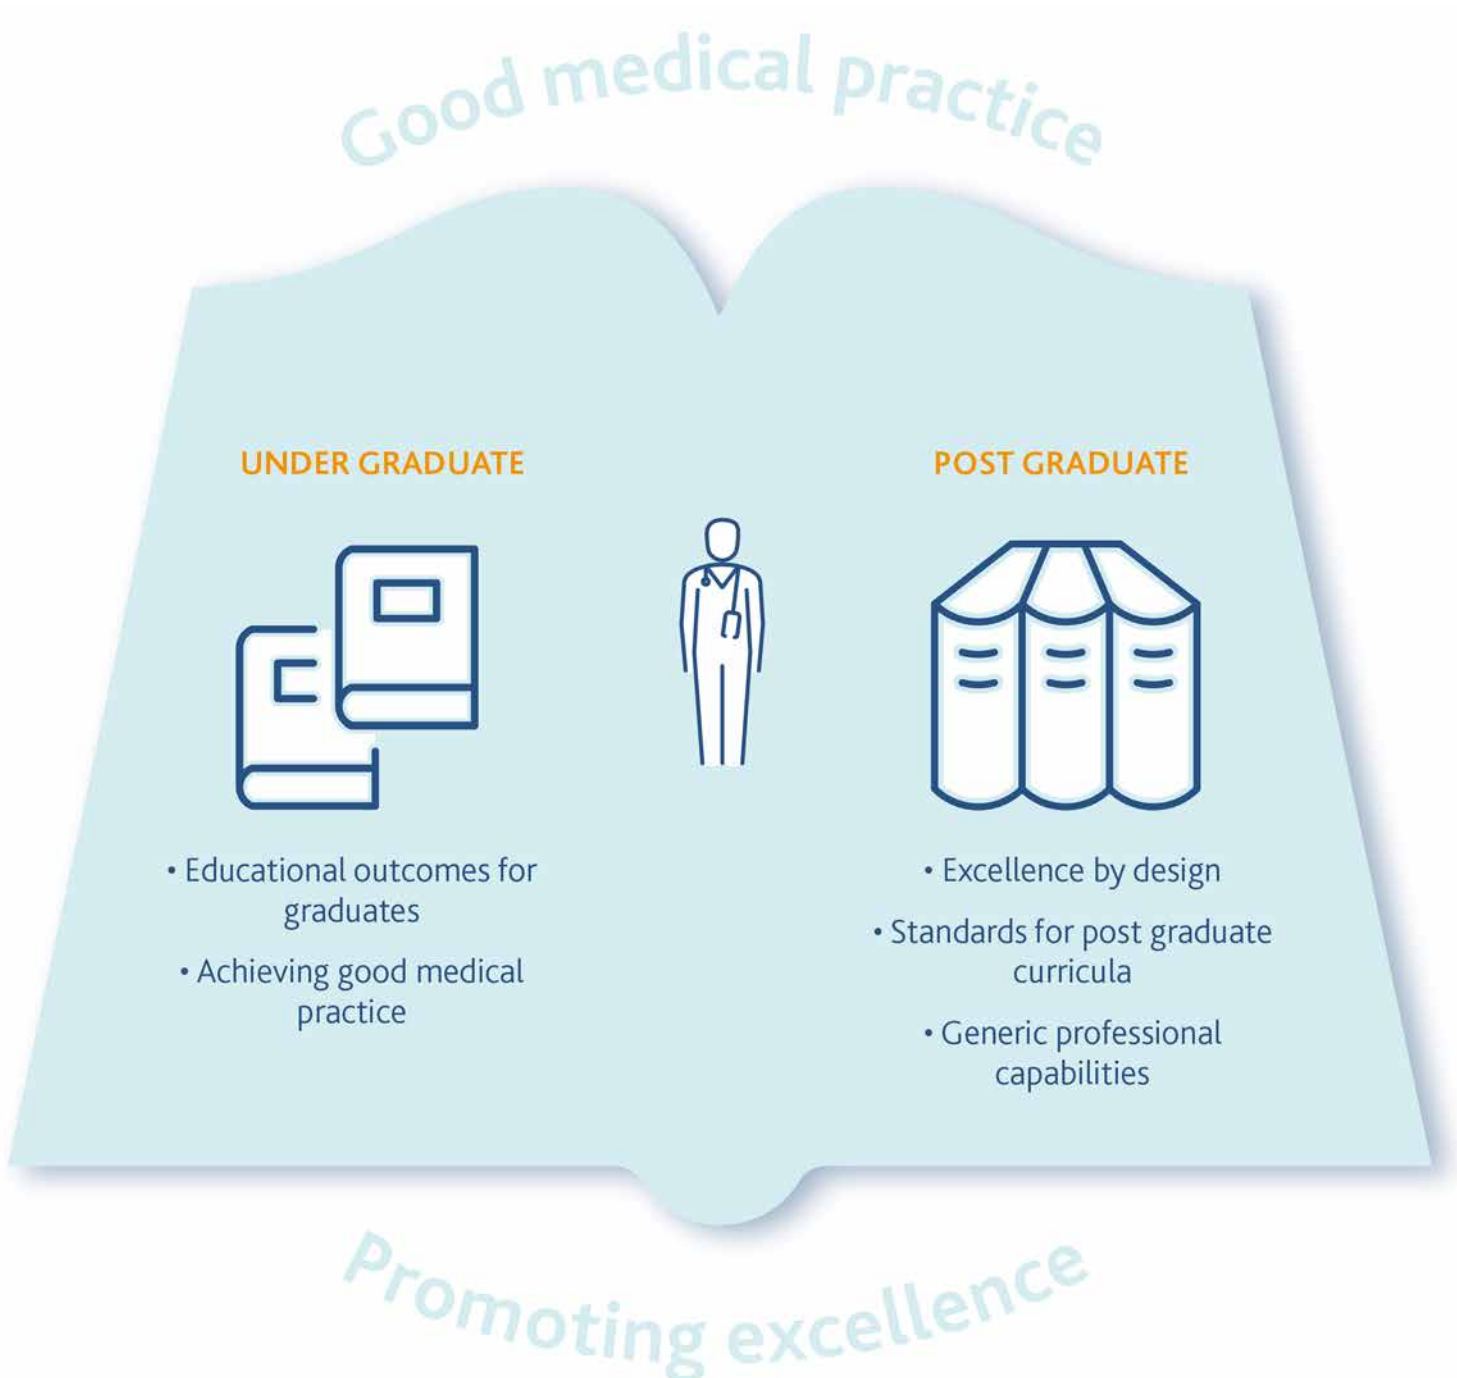 Good medical practice
UNDER GRADUATE
• Educational outcomes for
graduates
• Achieving good medical
practice
POST GRADUATE
• Excellence by design
• Standards for post graduate
curricula
• Generic professional
capabilities
Promoting excellence